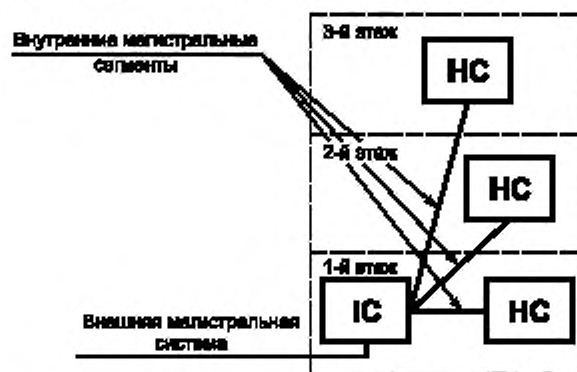 3-й этаж
Внутренние магистральные
сегменты
HC
2-й этаж
HC
1-й этаж
IC
HC
Внешняя магистральная
система